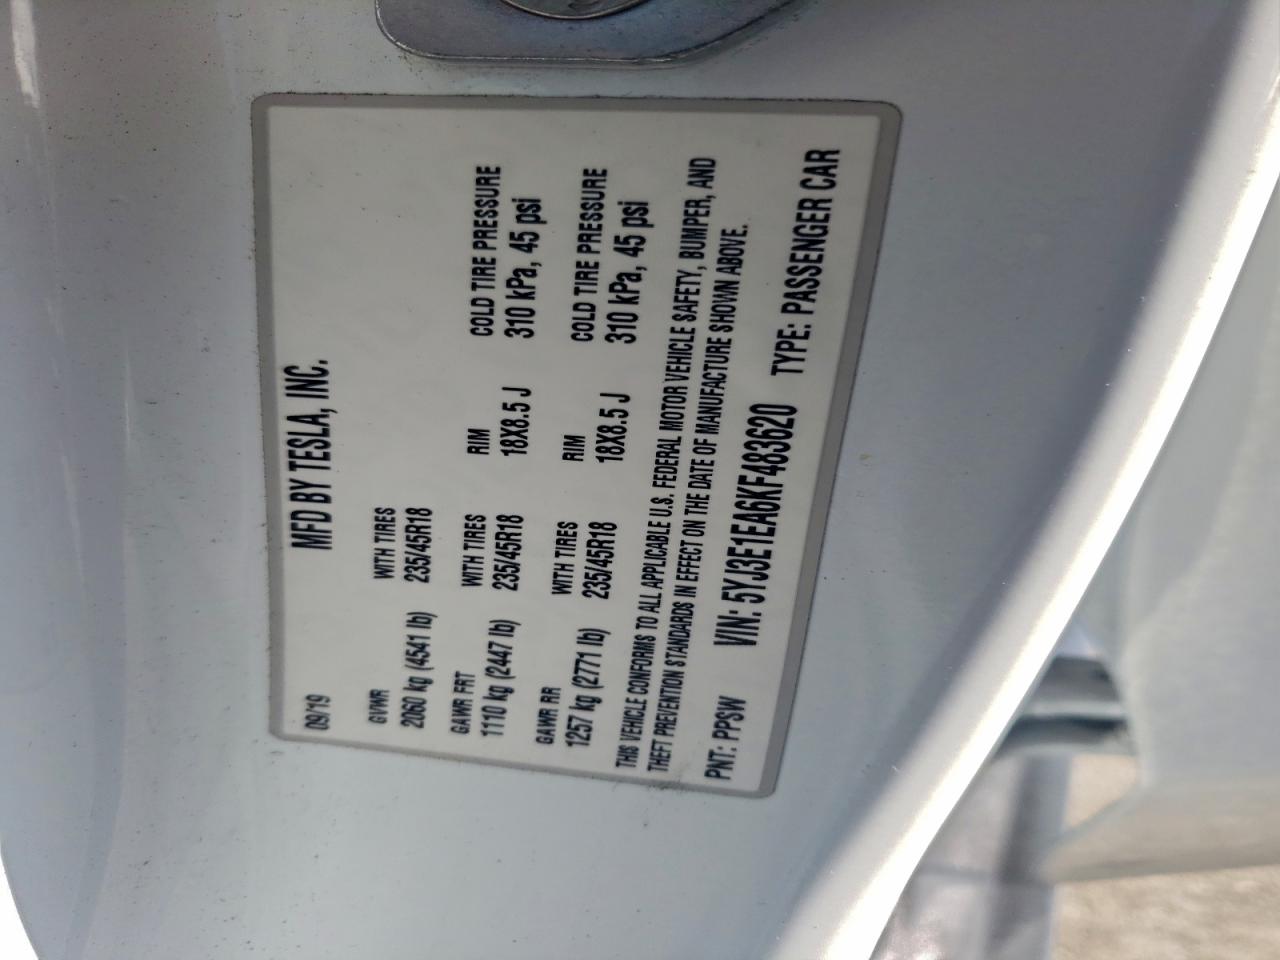 09/19 MFD BY TESLA, INC.
GVWR WITH TIRES
2060 kg (4541 lb) 235/45R18
GAWR FRT WITH TIRES RIM COLD TIRE PRESSURE
1110 kg (2447 lb) 235/45R18 18X8.5 J 310 kPa, 45 psi
GAWR RR WITH TIRES RIM COLD TIRE PRESSURE
1257 kg (2771 lb) 235/45R18 18X8.5 J 310 kPa, 45 psi
THIS VEHICLE CONFORMS TO ALL APPLICABLE U.S. FEDERAL MOTOR VEHICLE SAFETY, BUMPER, AND
THEFT PREVENTION STANDARDS IN EFFECT ON THE DATE OF MANUFACTURE SHOWN ABOVE.
PNT: PPSW VIN: 5YJ3E1EA6KF483620 TYPE: PASSENGER CAR